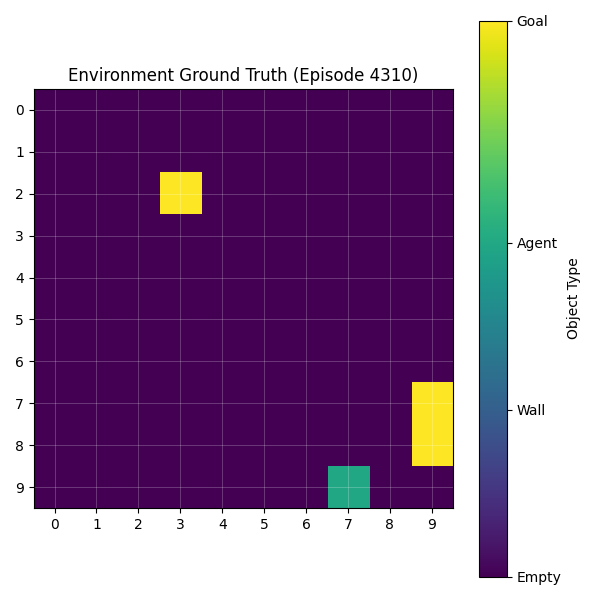 Environment Ground Truth (Episode 4310)
0
1
2
3
4
5
6
7
8
9
0 1 2 3 4 5 6 7 8 9
Goal
Agent
Wall
Empty
Object Type